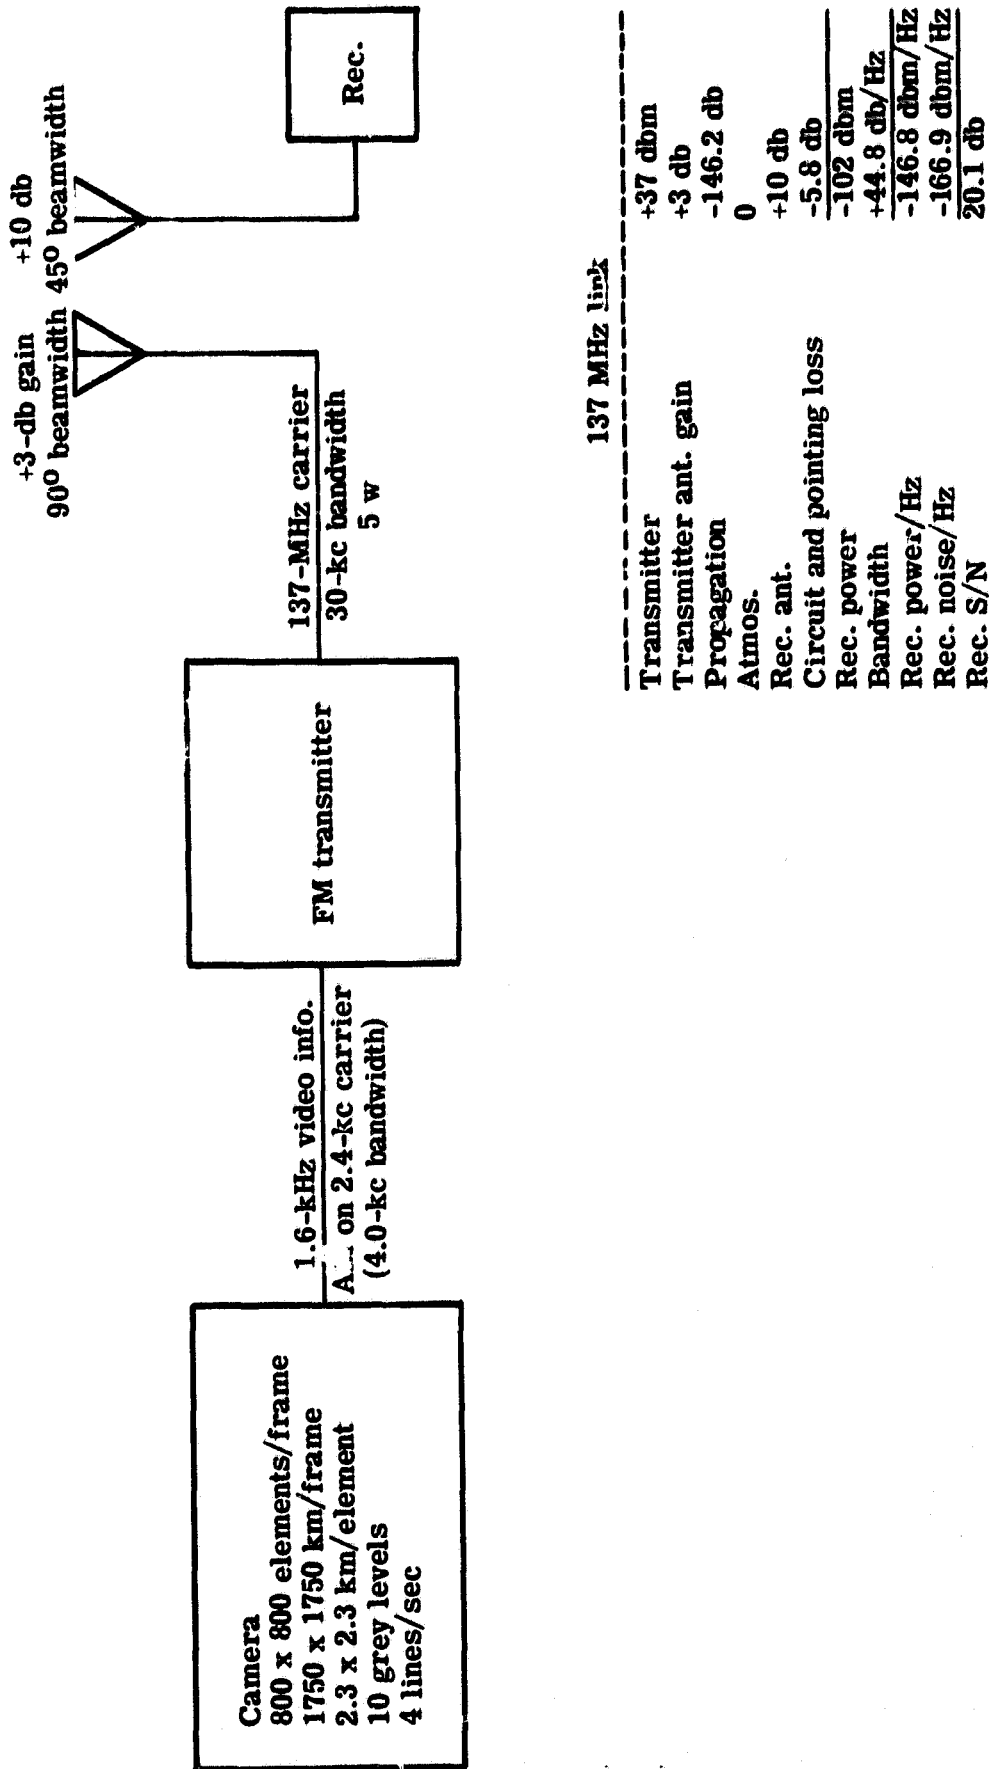 Camera
800 x 800 elements/frame
1750 x 1750 km/frame
2.3 x 2.3 km/element
10 grey levels
4 lines/sec
1.6-kHz video info.
on 2.4-kc carrier
(4.0-kc bandwidth)
FM transmitter
137-MHz carrier
30-kc bandwidth
5 w
+3-db gain
90° beamwidth
+10 db
45° beamwidth
Rec.
137 MHz link
Transmitter +37 dbm
Transmitter ant. gain +3 db
Propagation -146.2 db
Atmos. 0
Rec. ant. +10 db
Circuit and pointing loss -5.8 db
Rec. power -102 dbm
Bandwidth +44.8 db/Hz
Rec. power/Hz -146.8 dbm/Hz
Rec. noise/Hz -166.9 dbm/Hz
Rec. S/N 20.1 db